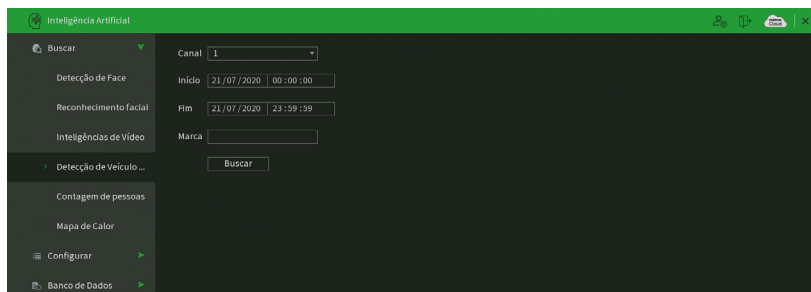 Inteligência Artificial
Buscar
Detecção de Face
Reconhecimento facial
Inteligências de Vídeo
Detecção de Veículo ...
Contagem de pessoas
Mapa de Calor
Configurar
Banco de Dados
Canal 1
Início 21/07/2020 00:00:00
Fim 21/07/2020 23:59:59
Marca
Buscar